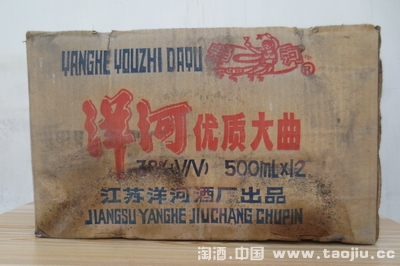 YANGHE YOUZHI DAQU
洋河优质大曲
38%(V/V) 500mL×12
江苏洋河酒厂出品
JIANGSU YANGHE JIUCHANG CHUPIN
淘酒.中国 www.taojiu.cc